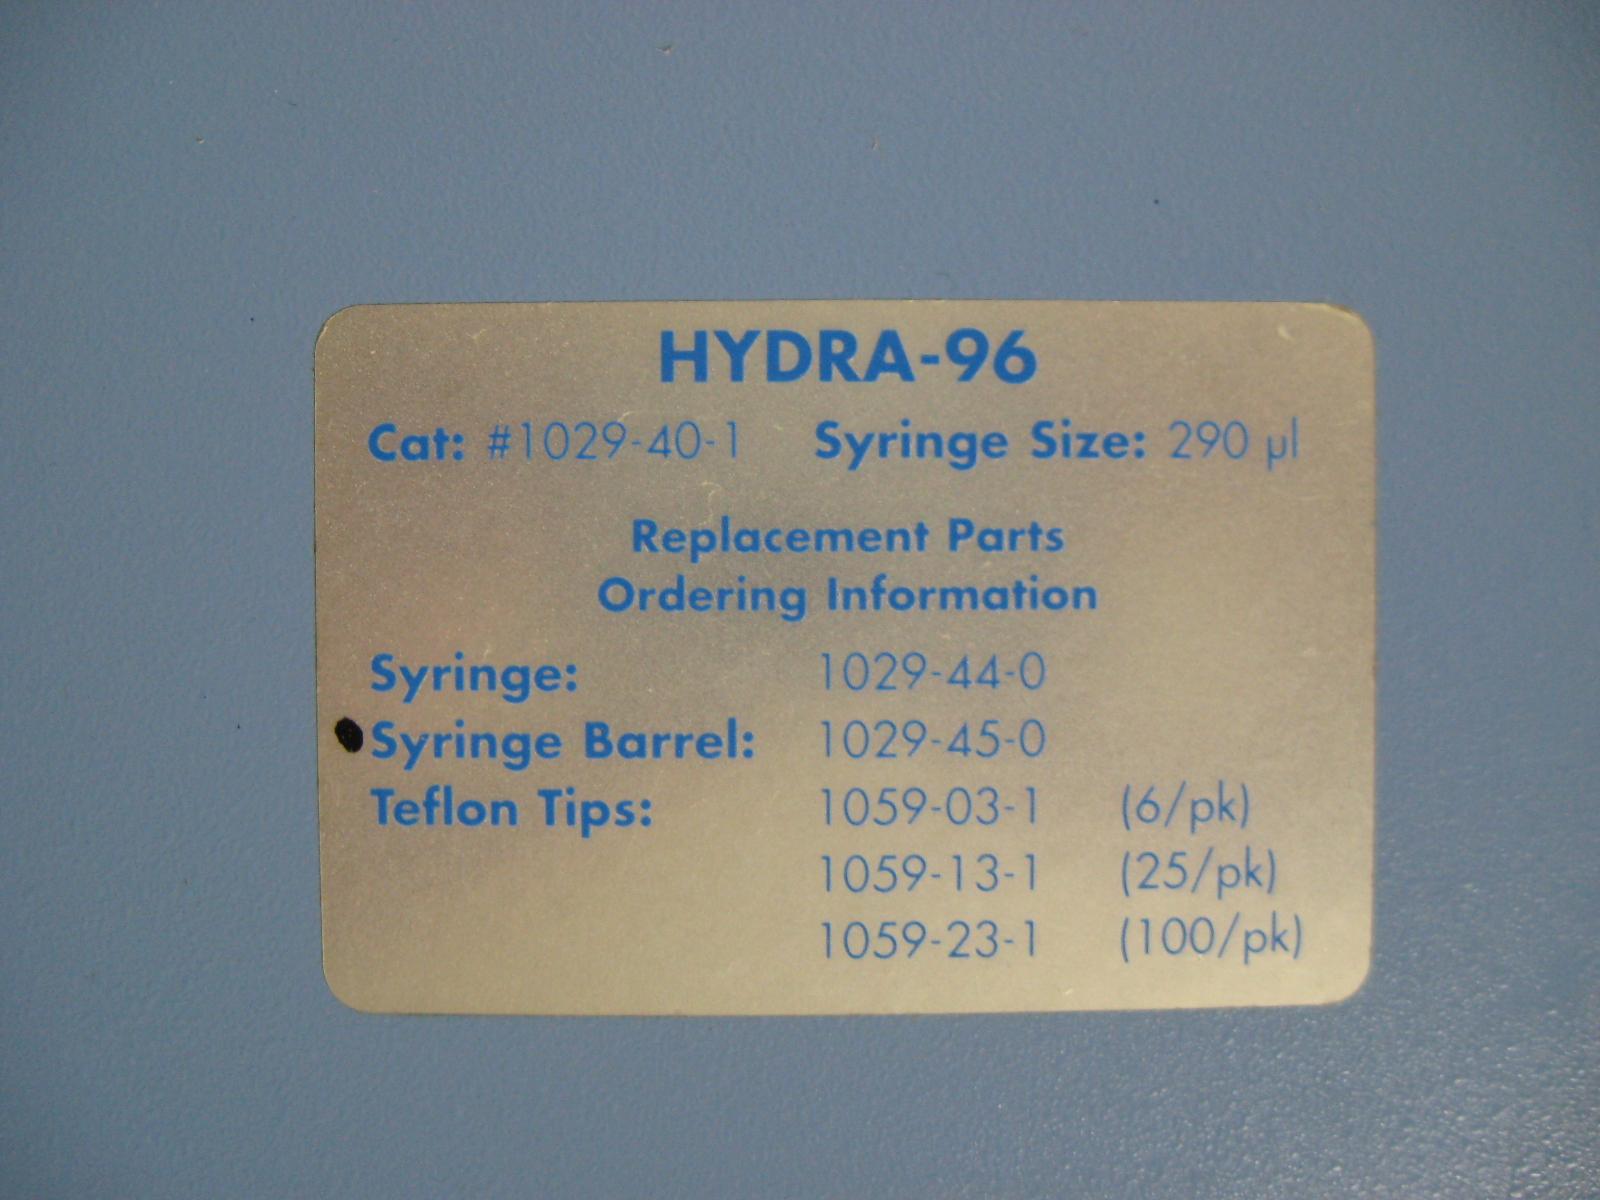 HYDRA-96
Cat: #1029-40-1 Syringe Size: 290 µl
Replacement Parts
Ordering Information
Syringe: 1029-44-0
Syringe Barrel: 1029-45-0
Teflon Tips: 1059-03-1 (6/pk)
1059-13-1 (25/pk)
1059-23-1 (100/pk)